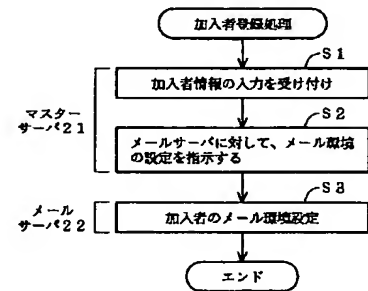 加入者登録処理
S1
加入者情報の入力を受け付け
マスター
サーバ21
S2
メールサーバに対して、メール環境
の設定を指示する
S3
メール
サーバ22
加入者のメール環境設定
エンド